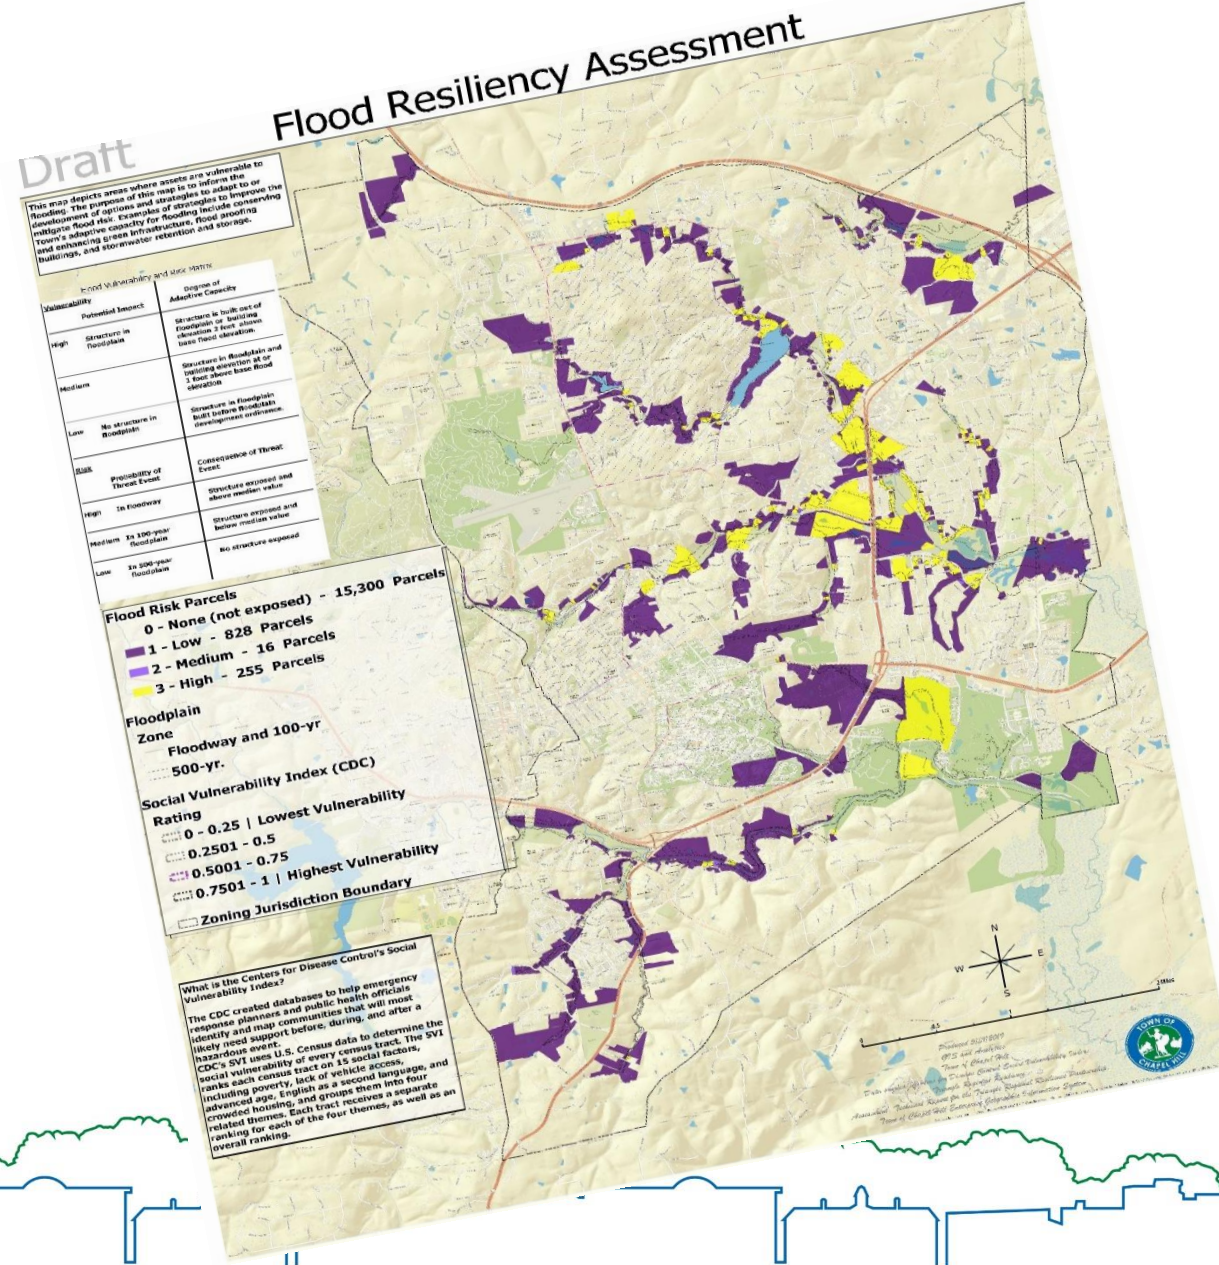 Flood Resiliency Assessment
Draft
This map depicts areas where assets are vulnerable to
flooding. The purpose of this map is to inform the
development of options and strategies to adapt to or
mitigate flood risk. Examples of strategies to improve the
Town's adaptive capacity for flooding include conserving
and enhancing green infrastructure, flood proofing
buildings, and stormwater retention and storage.
Flood Vulnerability and Risk Matrix
Vulnerability
Potential Impact
Degree of
Adaptive Capacity
High
Structure in
floodplain
Structure is built out of
floodplain or building
elevation 2 feet above
base flood elevation.
Medium
Structure in floodplain and
building elevation at or
1 foot above base flood
elevation
Low
No structure in
floodplain
Structure in floodplain
built before floodplain
development ordinance.
Risk
Probability of
Threat Event
Consequence of Threat
Event
High
In floodway
Structure exposed and
above median value
Medium
In 100-year
floodplain
Structure exposed and
below median value
Low
In 500-year
floodplain
No structure exposed
Flood Risk Parcels
0 - None (not exposed) - 15,300 Parcels
1 - Low - 828 Parcels
2 - Medium - 16 Parcels
3 - High - 255 Parcels
Floodplain
Zone
Floodway and 100-yr
500-yr.
Social Vulnerability Index (CDC)
Rating
0 - 0.25 | Lowest Vulnerability
0.2501 - 0.5
0.5001 - 0.75
0.7501 - 1 | Highest Vulnerability
Zoning Jurisdiction Boundary
What is the Centers for Disease Control's Social
Vulnerability Index?
The CDC created databases to help emergency
response planners and public health officials
identify and map communities that will most
likely need support before, during, and after a
hazardous event.
CDC's SVI uses U.S. Census data to determine the
social vulnerability of every census tract. The SVI
ranks each census tract on 15 social factors,
including poverty, lack of vehicle access,
advanced age, English as a second language, and
crowded housing, and groups them into four
related themes. Each tract receives a separate
ranking for each of the four themes, as well as an
overall ranking.
N
W
E
S
0
0.5
1
2 Miles
GIS and Analytics
Town of Chapel Hill
TOWN OF
CHAPEL HILL